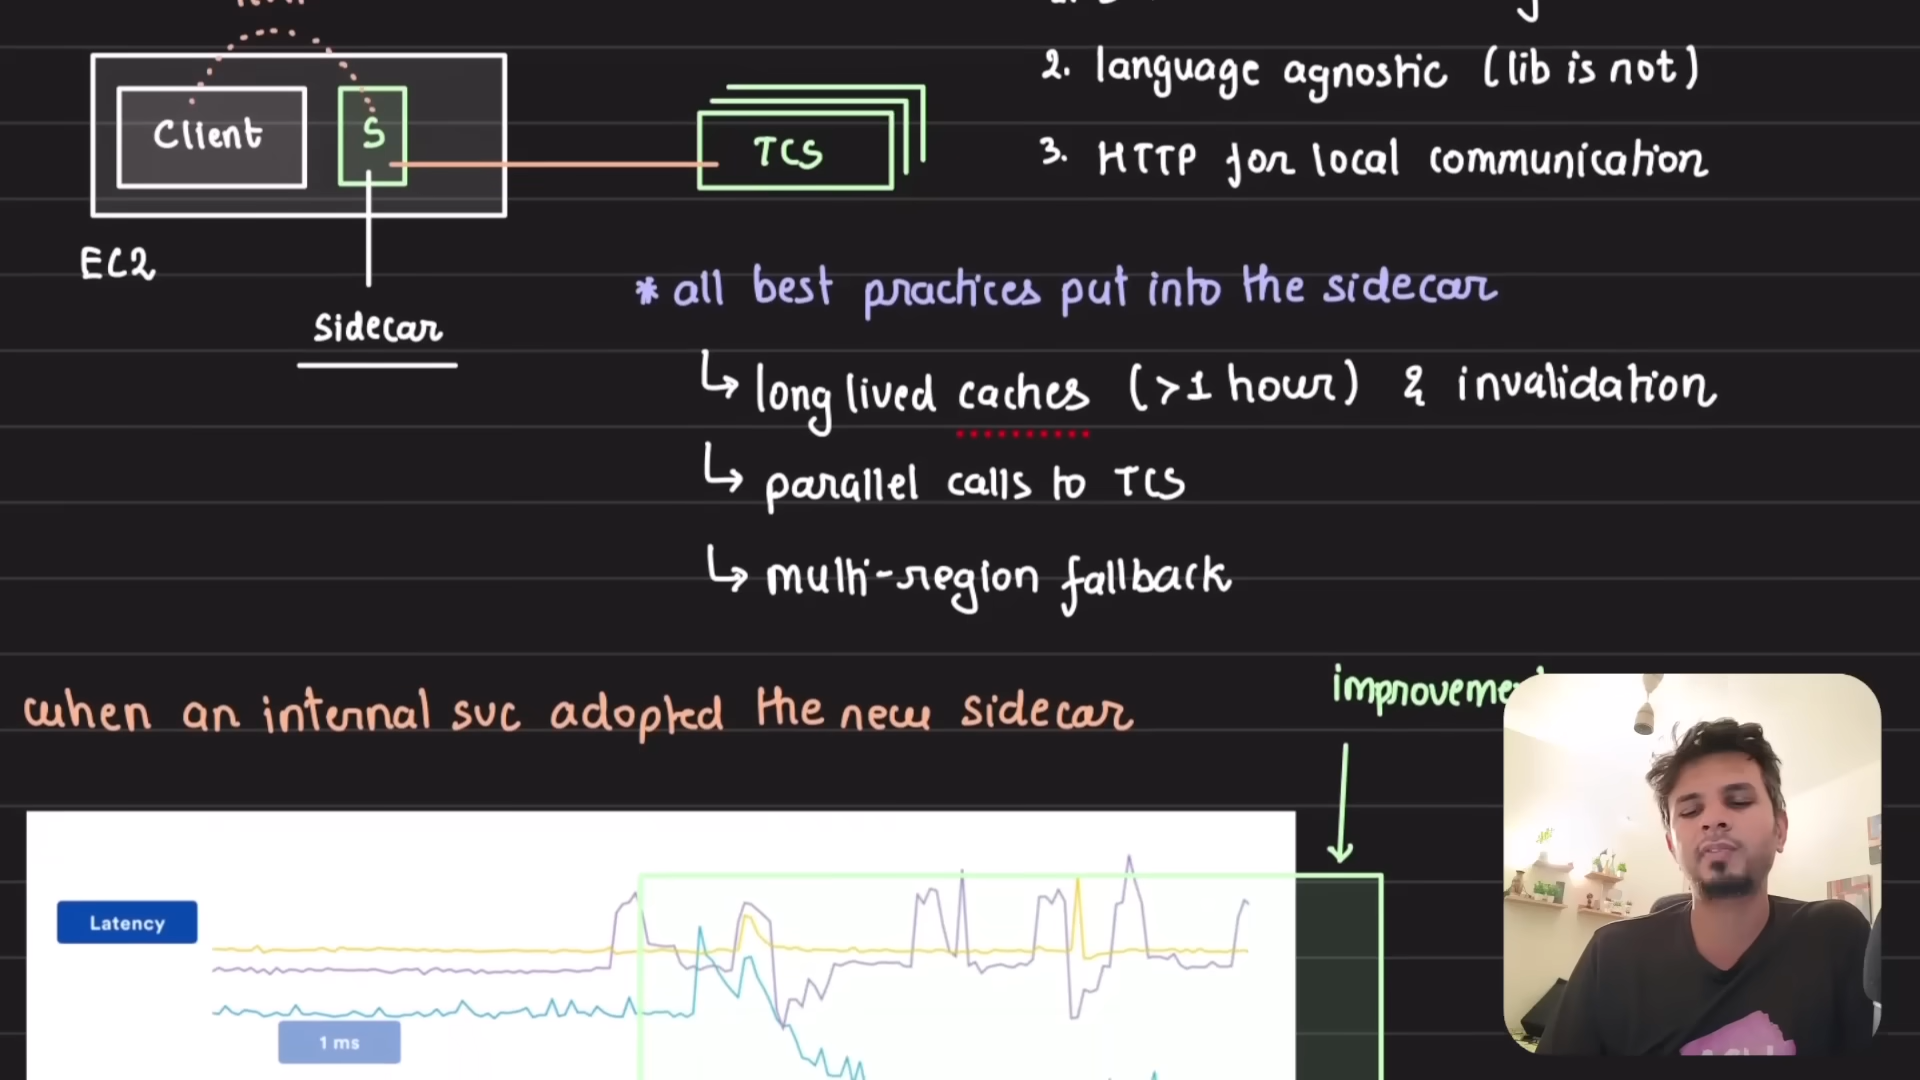 2. language agnostic (lib is not)
Client
S
TCS
3. HTTP for local communication
EC2
* all best practices put into the sidecar
Sidecar
↳ long lived caches (>1 hour) & invalidation
↳ parallel calls to TCS
↳ multi-region fallback
when an internal svc adopted the new sidecar
Latency
1 ms